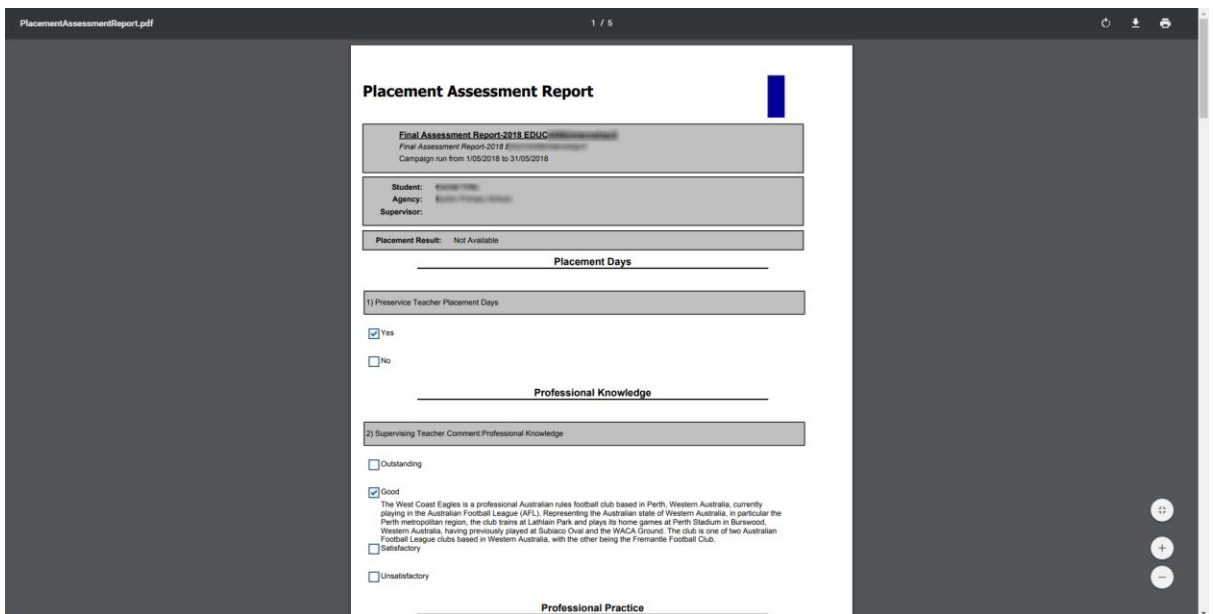 PlacementAssessmentReport.pdf
1 / 5
Placement Assessment Report
Final Assessment Report-2018 EDUC
Final Assessment Report-2018
Campaign run from 1/05/2018 to 31/05/2018
Student:
Agency:
Supervisor:
Placement Result: Not Available
Placement Days
1) Preservice Teacher Placement Days
Yes
No
Professional Knowledge
2) Supervising Teacher Comment:Professional Knowledge
Outstanding
Good
The West Coast Eagles is a professional Australian rules football club based in Perth, Western Australia, currently
playing in the Australian Football League (AFL). Representing the Australian state of Western Australia, in particular the
Perth metropolitan region, the club trains at Lathlain Park and plays its home games at Perth Stadium in Burswood,
Western Australia, having previously played at Subiaco Oval and the WACA Ground. The club is one of two Australian
Football League clubs based in Western Australia, with the other being the Fremantle Football Club.
Satisfactory
Unsatisfactory
Professional Practice